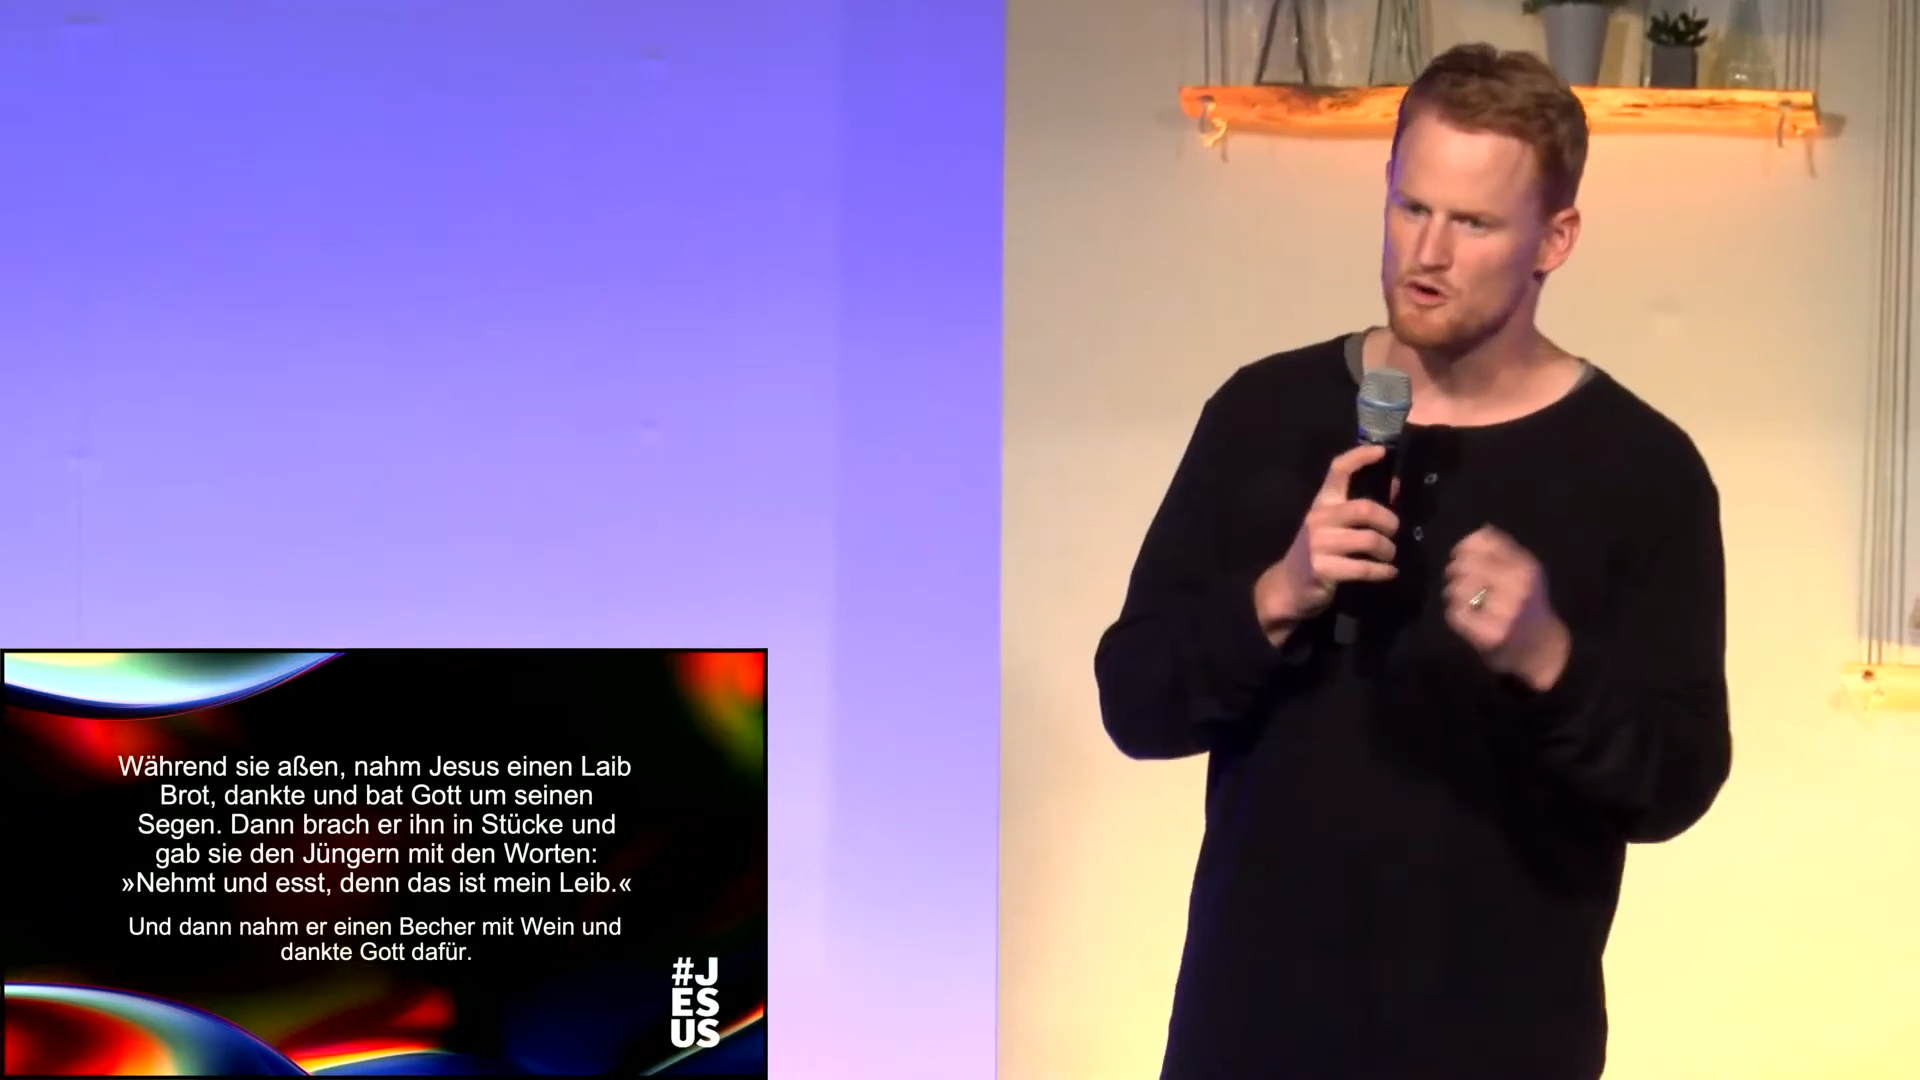 Während sie aßen, nahm Jesus einen Laib
Brot, dankte und bat Gott um seinen
Segen. Dann brach er ihn in Stücke und
gab sie den Jüngern mit den Worten:
»Nehmt und esst, denn das ist mein Leib.«
Und dann nahm er einen Becher mit Wein und
dankte Gott dafür.
#J
ES
US